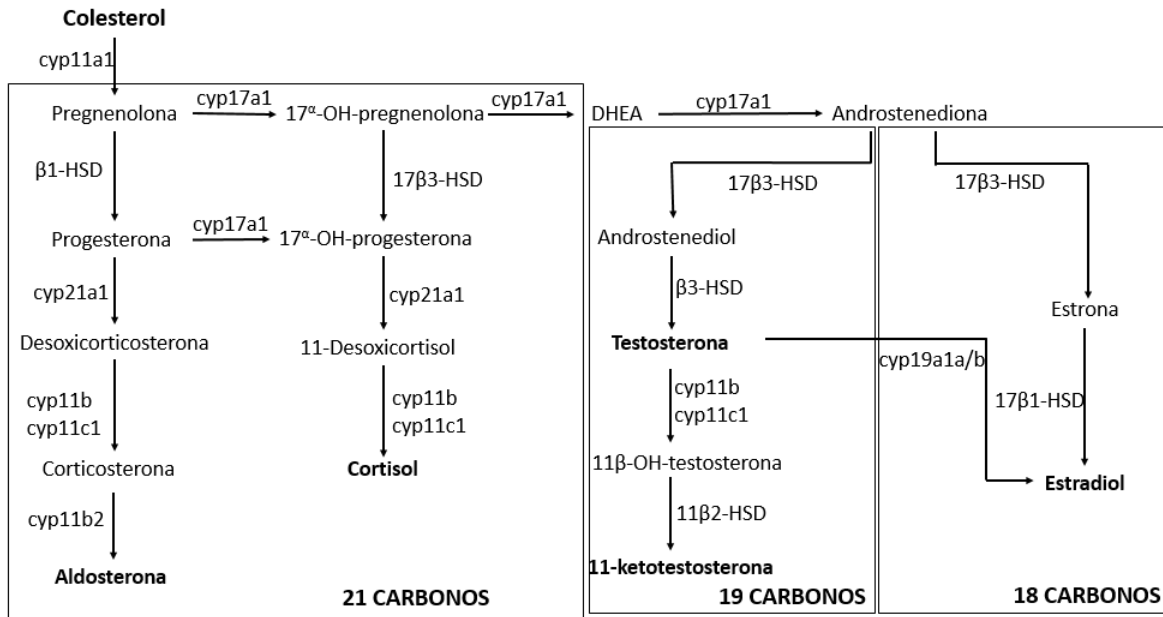 Colesterol
cyp11a1
Pregnenolona
cyp17a1
17α-OH-pregnenolona
cyp17a1
DHEA
cyp17a1
Androstenediona
β1-HSD
17β3-HSD
17β3-HSD
17β3-HSD
Progesterona
cyp17a1
17α-OH-progesterona
Androstenediol
cyp21a1
cyp21a1
β3-HSD
Estrona
Desoxicorticosterona
11-Desoxicortisol
Testosterona
cyp19a1a/b
cyp11b
cyp11c1
cyp11b
cyp11c1
cyp11b
cyp11c1
17β1-HSD
Corticosterona
Cortisol
11β-OH-testosterona
Estradiol
cyp11b2
11β2-HSD
Aldosterona
11-ketotestosterona
21 CARBONOS
19 CARBONOS
18 CARBONOS